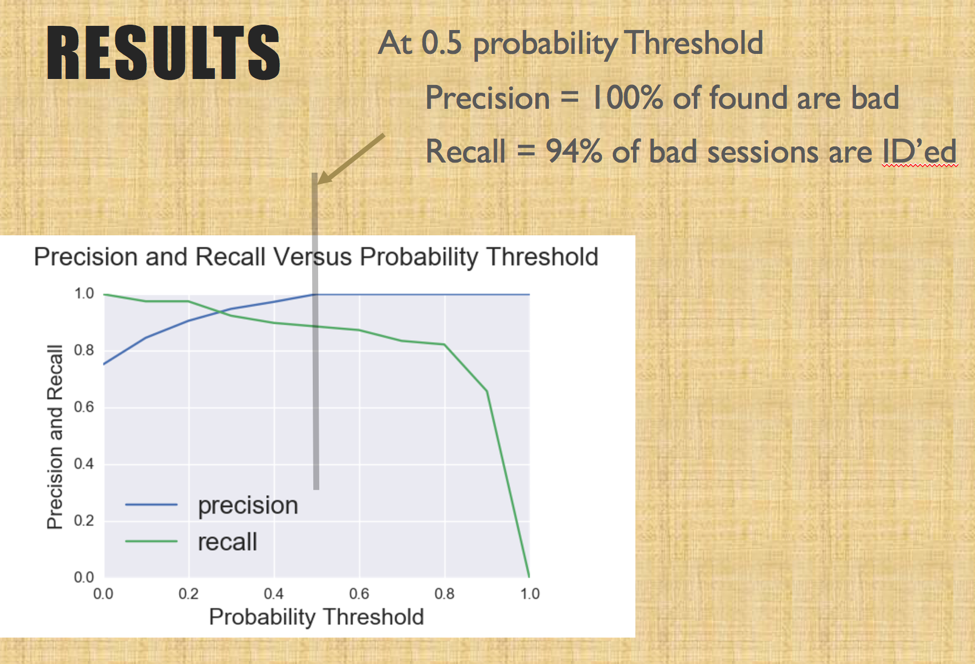 RESULTS
At 0.5 probability Threshold
Precision = 100% of found are bad
Recall = 94% of bad sessions are ID’ed
Precision and Recall Versus Probability Threshold
1.0
0.8
0.6
0.4
0.2
0.0
Precision and Recall
precision
recall
0.0 0.2 0.4 0.6 0.8 1.0
Probability Threshold